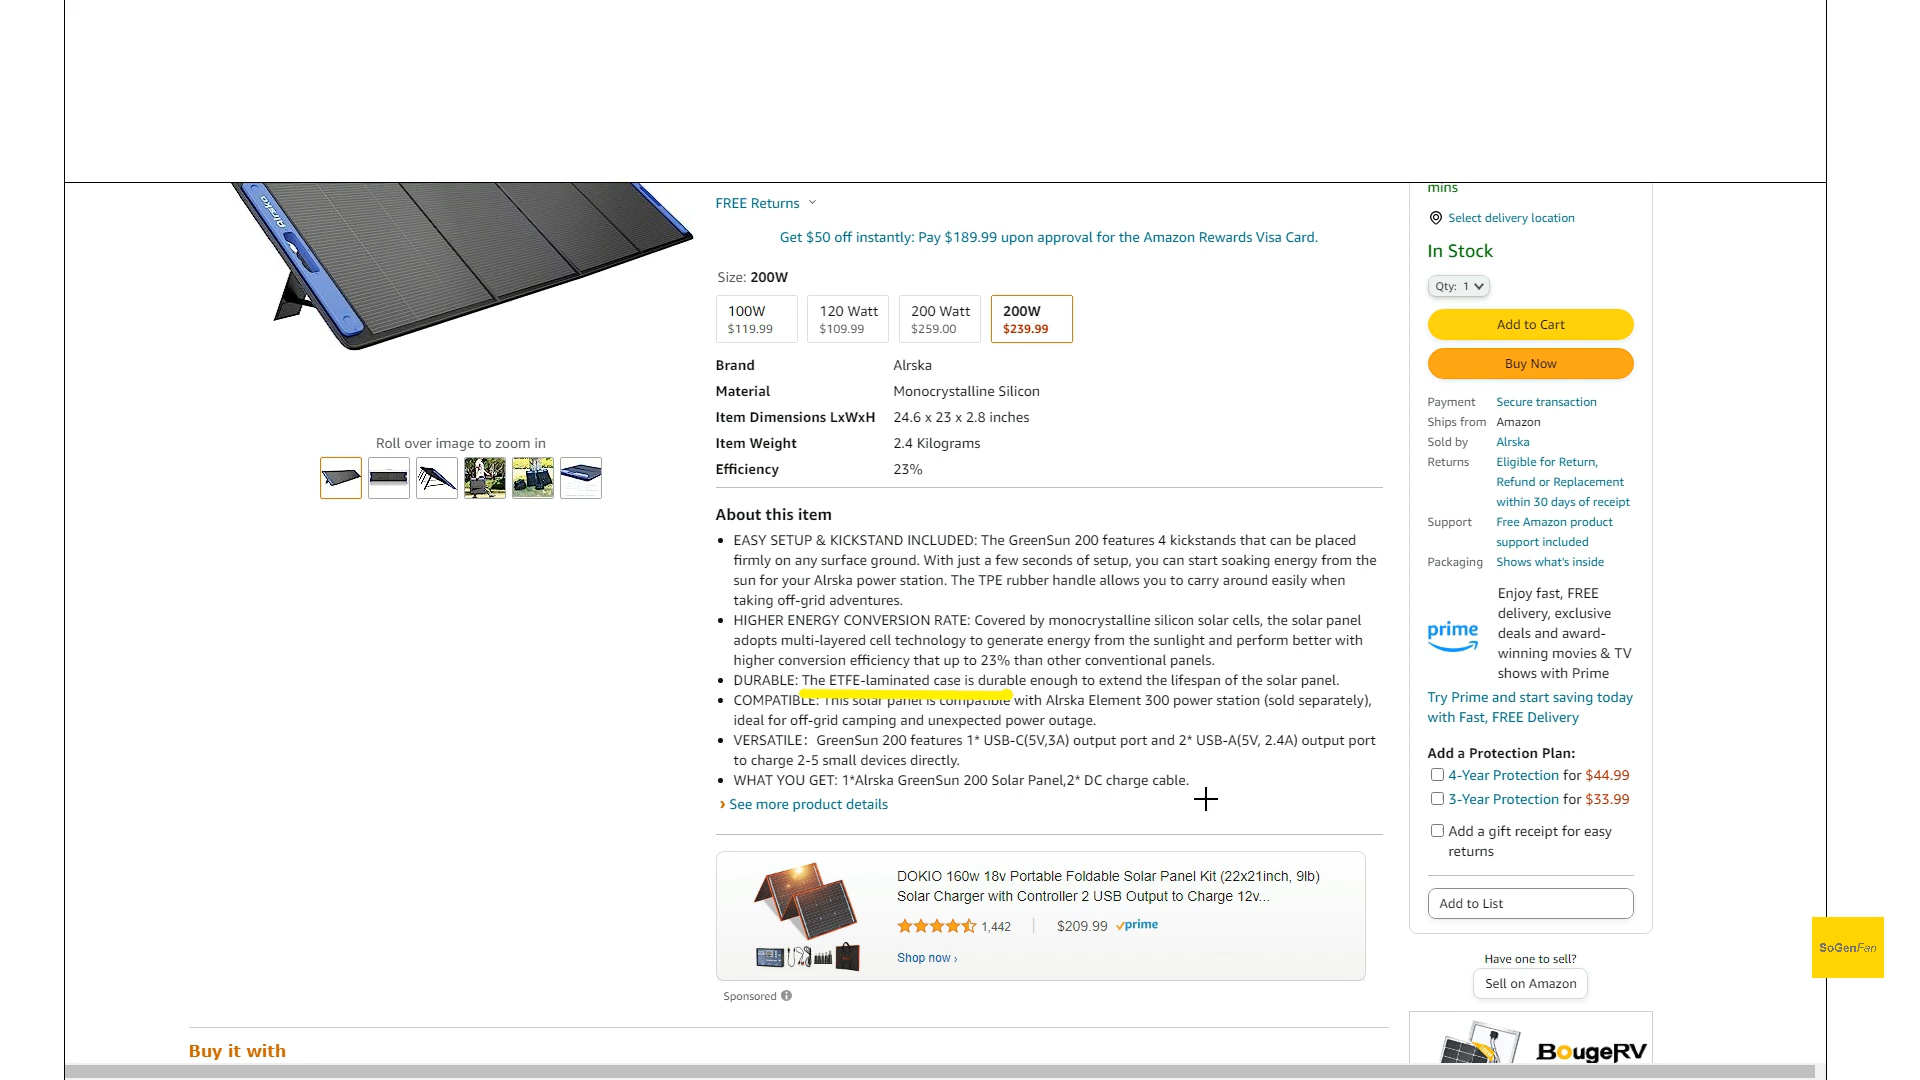 mins
FREE Returns
Select delivery location
Get $50 off instantly: Pay $189.99 upon approval for the Amazon Rewards Visa Card.
In Stock
Size: 200W
Qty: 1
100W
$119.99
120 Watt
$109.99
200 Watt
$259.00
200W
$239.99
Add to Cart
Buy Now
Brand Alrska
Material Monocrystalline Silicon
Item Dimensions LxWxH 24.6 x 23 x 2.8 inches
Item Weight 2.4 Kilograms
Efficiency 23%
Roll over image to zoom in
Alrska
About this item
EASY SETUP & KICKSTAND INCLUDED: The GreenSun 200 features 4 kickstands that can be placed
firmly on any surface ground. With just a few seconds of setup, you can start soaking energy from the
sun for your Alrska power station. The TPE rubber handle allows you to carry around easily when
taking off-grid adventures.
HIGHER ENERGY CONVERSION RATE: Covered by monocrystalline silicon solar cells, the solar panel
adopts multi-layered cell technology to generate energy from the sunlight and perform better with
higher conversion efficiency that up to 23% than other conventional panels.
DURABLE: The ETFE-laminated case is durable enough to extend the lifespan of the solar panel.
COMPATIBLE: This solar panel is compatible with Alrska Element 300 power station (sold separately),
ideal for off-grid camping and unexpected power outage.
VERSATILE：GreenSun 200 features 1* USB-C(5V,3A) output port and 2* USB-A(5V, 2.4A) output port
to charge 2-5 small devices directly.
WHAT YOU GET: 1*Alrska GreenSun 200 Solar Panel,2* DC charge cable.
› See more product details
Payment Secure transaction
Ships from Amazon
Sold by Alrska
Returns Eligible for Return,
Refund or Replacement
within 30 days of receipt
Support Free Amazon product
support included
Packaging Shows what's inside
prime
Enjoy fast, FREE
delivery, exclusive
deals and award-
winning movies & TV
shows with Prime
Try Prime and start saving today
with Fast, FREE Delivery
Add a Protection Plan:
4-Year Protection for $44.99
3-Year Protection for $33.99
Add a gift receipt for easy
returns
Add to List
DOKIO 160w 18v Portable Foldable Solar Panel Kit (22x21inch, 9lb)
Solar Charger with Controller 2 USB Output to Charge 12v...
1,442
$209.99 prime
Shop now ›
Sponsored
Have one to sell?
Sell on Amazon
SoGenFan
BougeRV
Buy it with